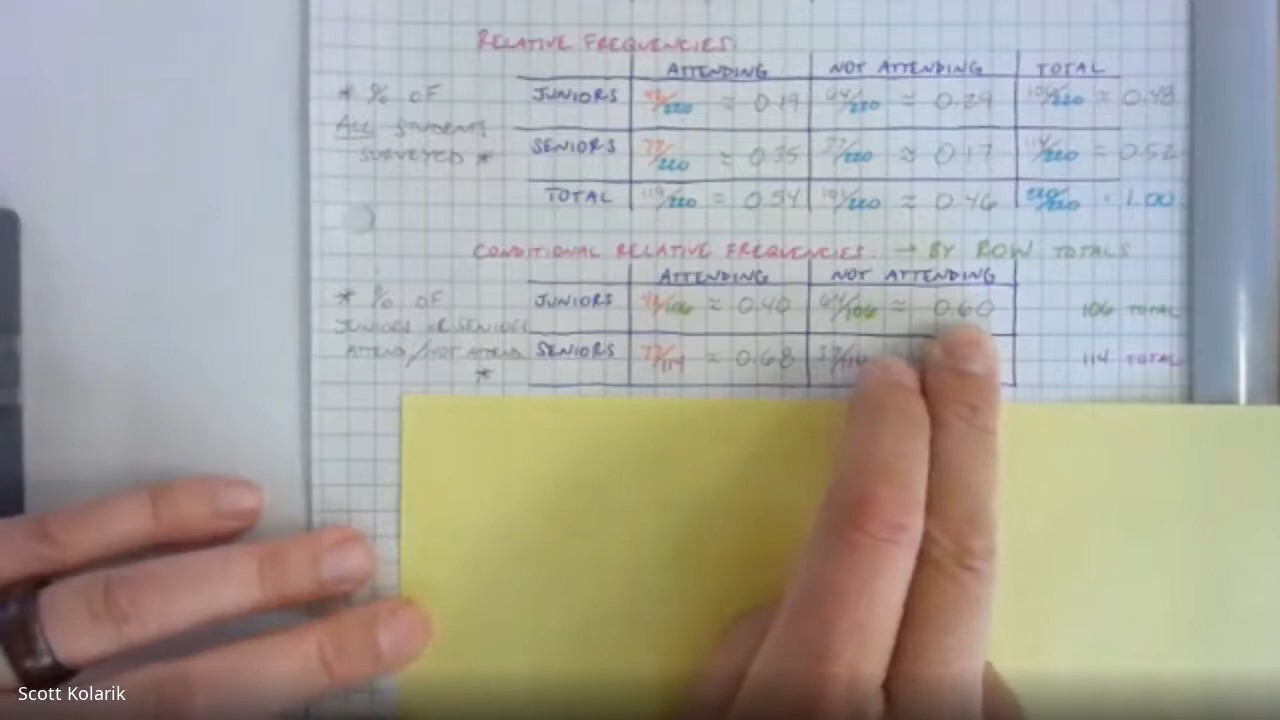 RELATIVE FREQUENCIES
ATTENDING NOT ATTENDING TOTAL
* % OF JUNIORS 42/220 ≈ 0.19 64/220 ≈ 0.29 106/220 ≈ 0.48
ALL STUDENTS
SURVEYED * SENIORS 77/220 ≈ 0.35 37/220 ≈ 0.17 114/220 ≈ 0.52
TOTAL 119/220 ≈ 0.54 101/220 ≈ 0.46 220/220 = 1.00
CONDITIONAL RELATIVE FREQUENCIES → BY ROW TOTALS
ATTENDING NOT ATTENDING
* % OF JUNIORS 42/106 ≈ 0.40 64/106 ≈ 0.60 106 TOTAL
JUNIORS OR SENIORS
ATTEND/NOT ATTEND SENIORS 77/114 ≈ 0.68 37/114 114 TOTAL
*
Scott Kolarik